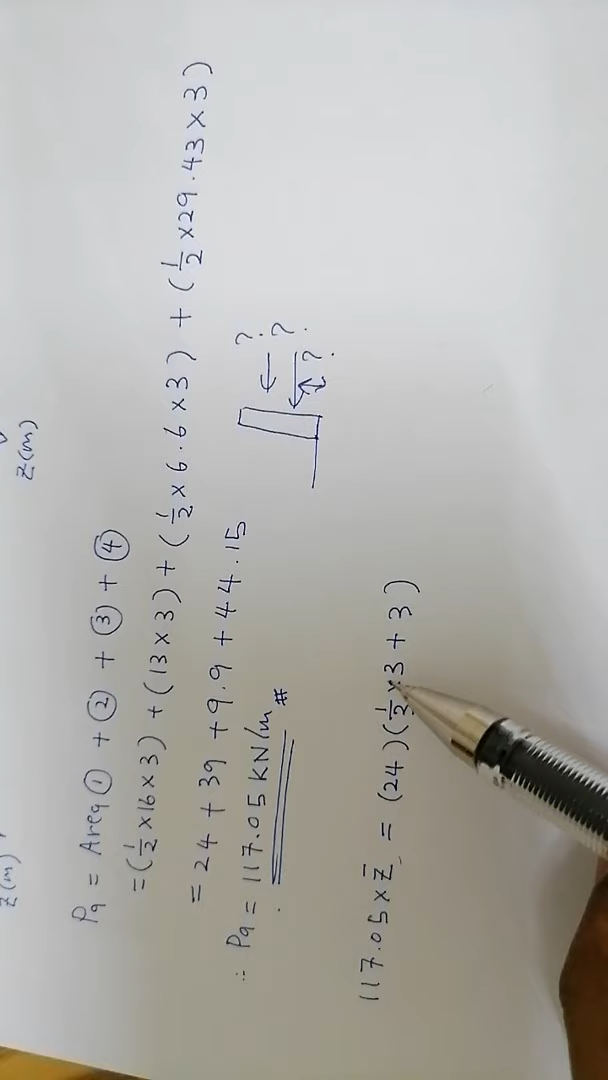 z(m)
z(m)
Pa = Area ① + ② + ③ + ④
= (1/2 × 16 × 3) + (13 × 3) + (1/2 × 6.6 × 3) + (1/2 × 29.43 × 3)
= 24 + 39 + 9.9 + 44.15
∴ Pa = 117.05 KN/m #
? ? ?
117.05 × z̄ = (24)(1/2 × 3 + 3)